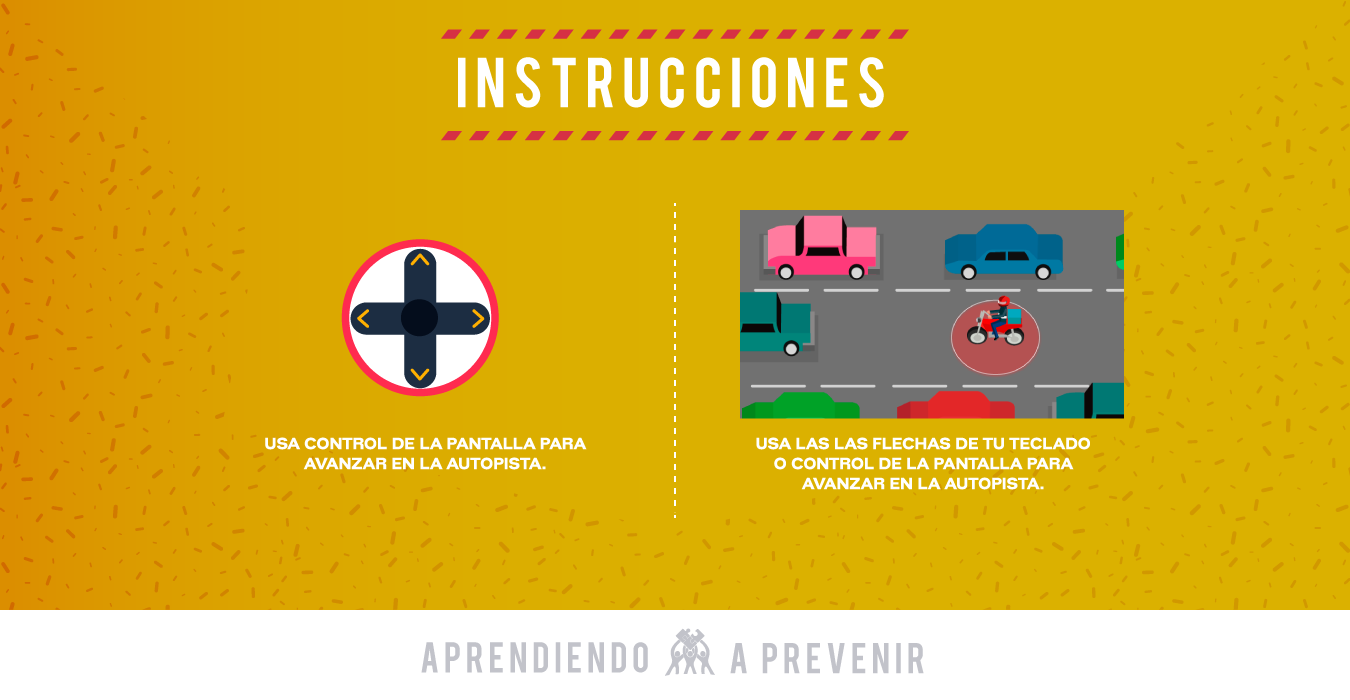 INSTRUCCIONES
USA CONTROL DE LA PANTALLA PARA
AVANZAR EN LA AUTOPISTA.
USA LAS LAS FLECHAS DE TU TECLADO
O CONTROL DE LA PANTALLA PARA
AVANZAR EN LA AUTOPISTA.
APRENDIENDO A PREVENIR